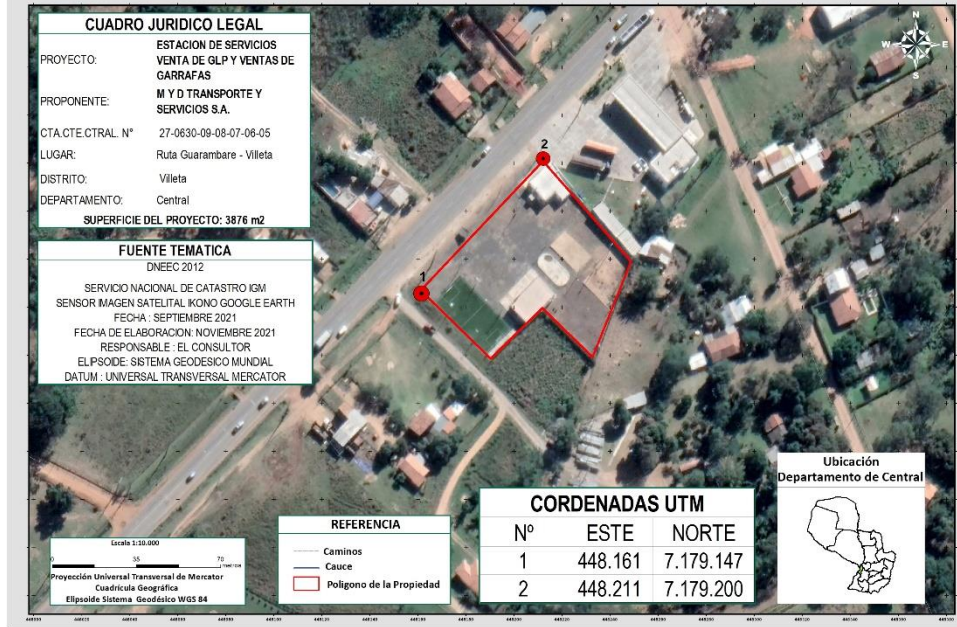 CUADRO JURIDICO LEGAL
PROYECTO: ESTACION DE SERVICIOS
VENTA DE GLP Y VENTAS DE
GARRAFAS
PROPONENTE: M Y D TRANSPORTE Y
SERVICIOS S.A.
CTA.CTE.CTRAL. N° 27-0630-09-08-07-06-05
LUGAR: Ruta Guarambare - Villeta
DISTRITO: Villeta
DEPARTAMENTO: Central
SUPERFICIE DEL PROYECTO: 3876 m2
FUENTE TEMATICA
DNEEC 2012
SERVICIO NACIONAL DE CATASTRO IGM
SENSOR IMAGEN SATELITAL IKONO GOOGLE EARTH
FECHA : SEPTIEMBRE 2021
FECHA DE ELABORACION: NOVIEMBRE 2021
RESPONSABLE : EL CONSULTOR
ELIPSOIDE: SISTEMA GEODESICO MUNDIAL
DATUM : UNIVERSAL TRANSVERSAL MERCATOR
N
W E
S
2
1
Escala 1:10.000
0 35 70
metros
Proyección Universal Transversal de Mercator
Cuadrícula Geográfica
Elipsoide Sistema Geodésico WGS 84
REFERENCIA
Caminos
Cauce
Poligono de la Propiedad
CORDENADAS UTM
Nº ESTE NORTE
1 448.161 7.179.147
2 448.211 7.179.200
Ubicación
Departamento de Central